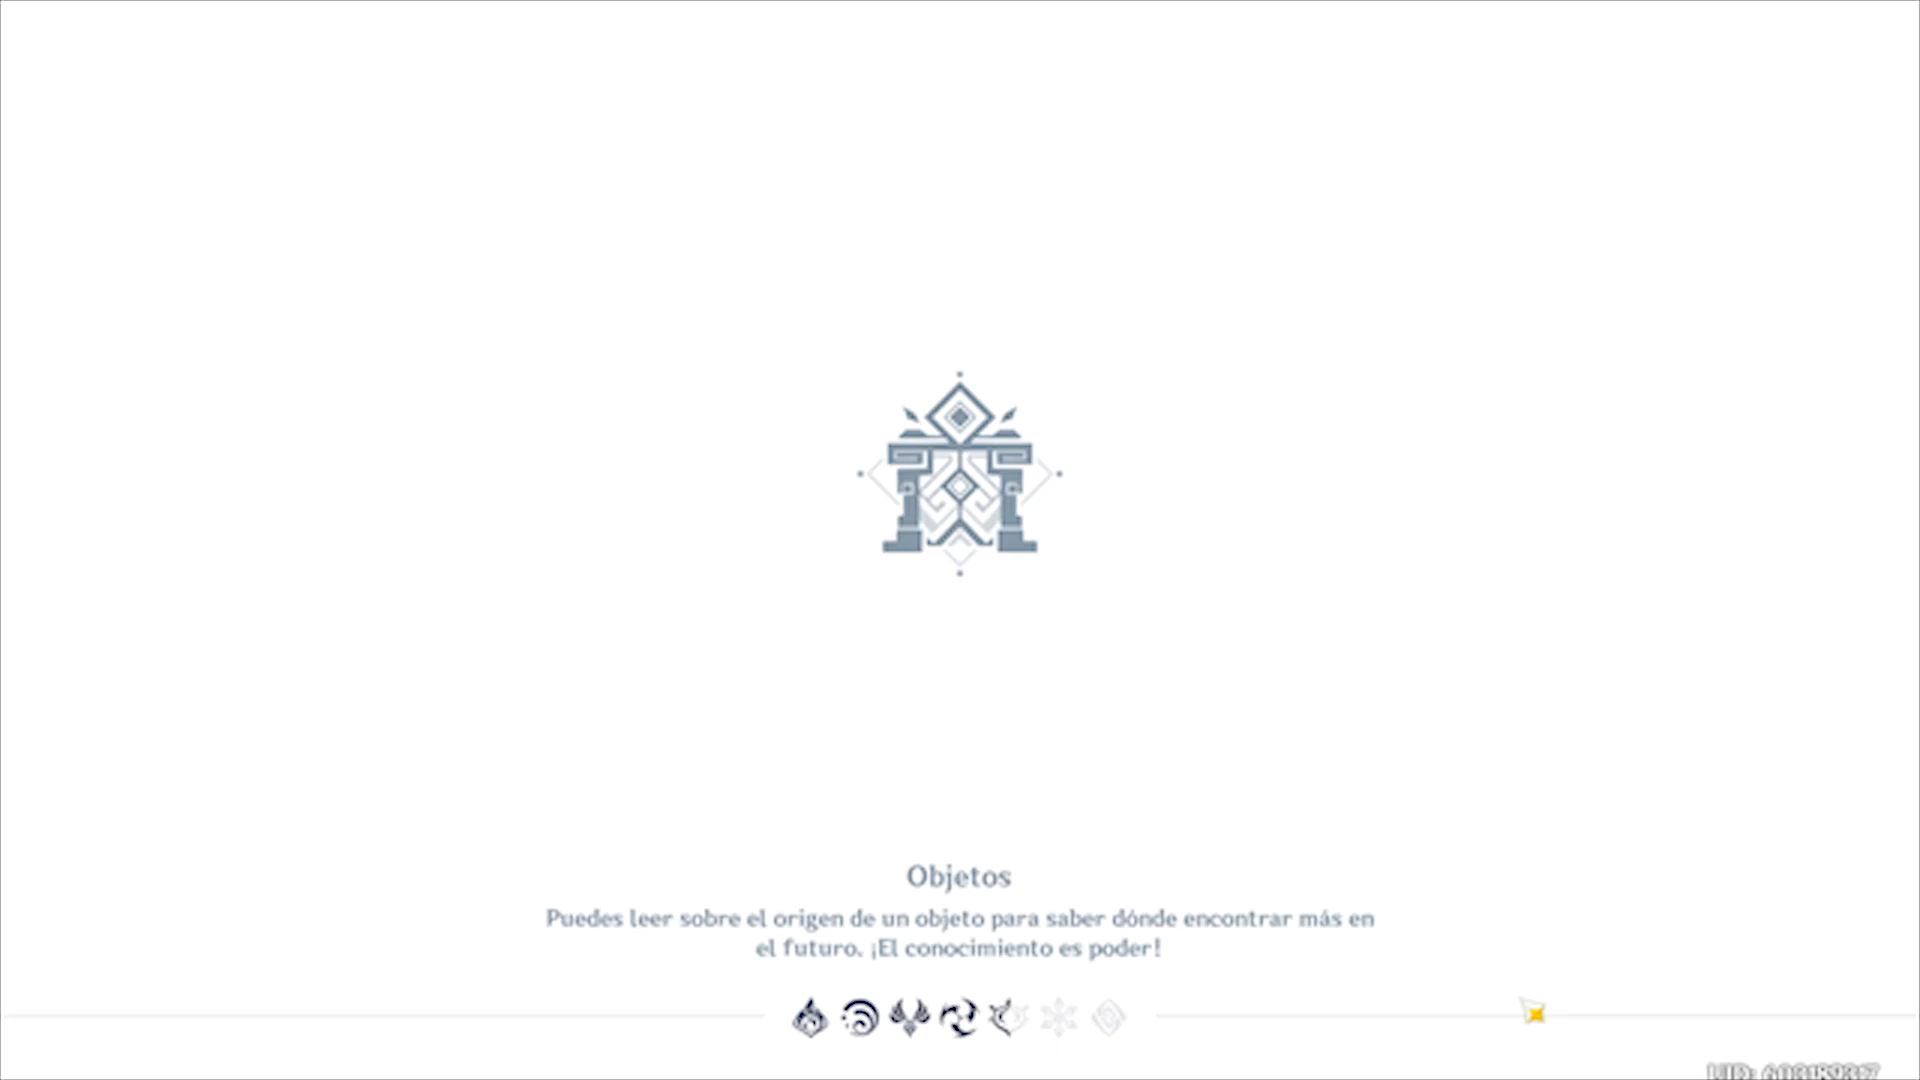 Objetos
Puedes leer sobre el origen de un objeto para saber dónde encontrar más en
el futuro. ¡El conocimiento es poder!
UID: